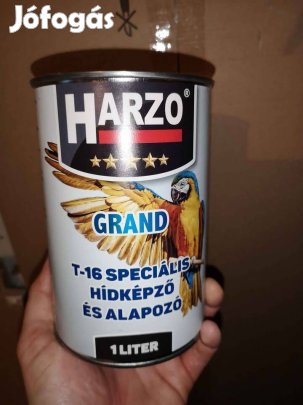 Jófogás
HARZO®
GRAND
T-16 SPECIÁLIS
HÍDKÉPZŐ
ÉS ALAPOZÓ
1 LITER